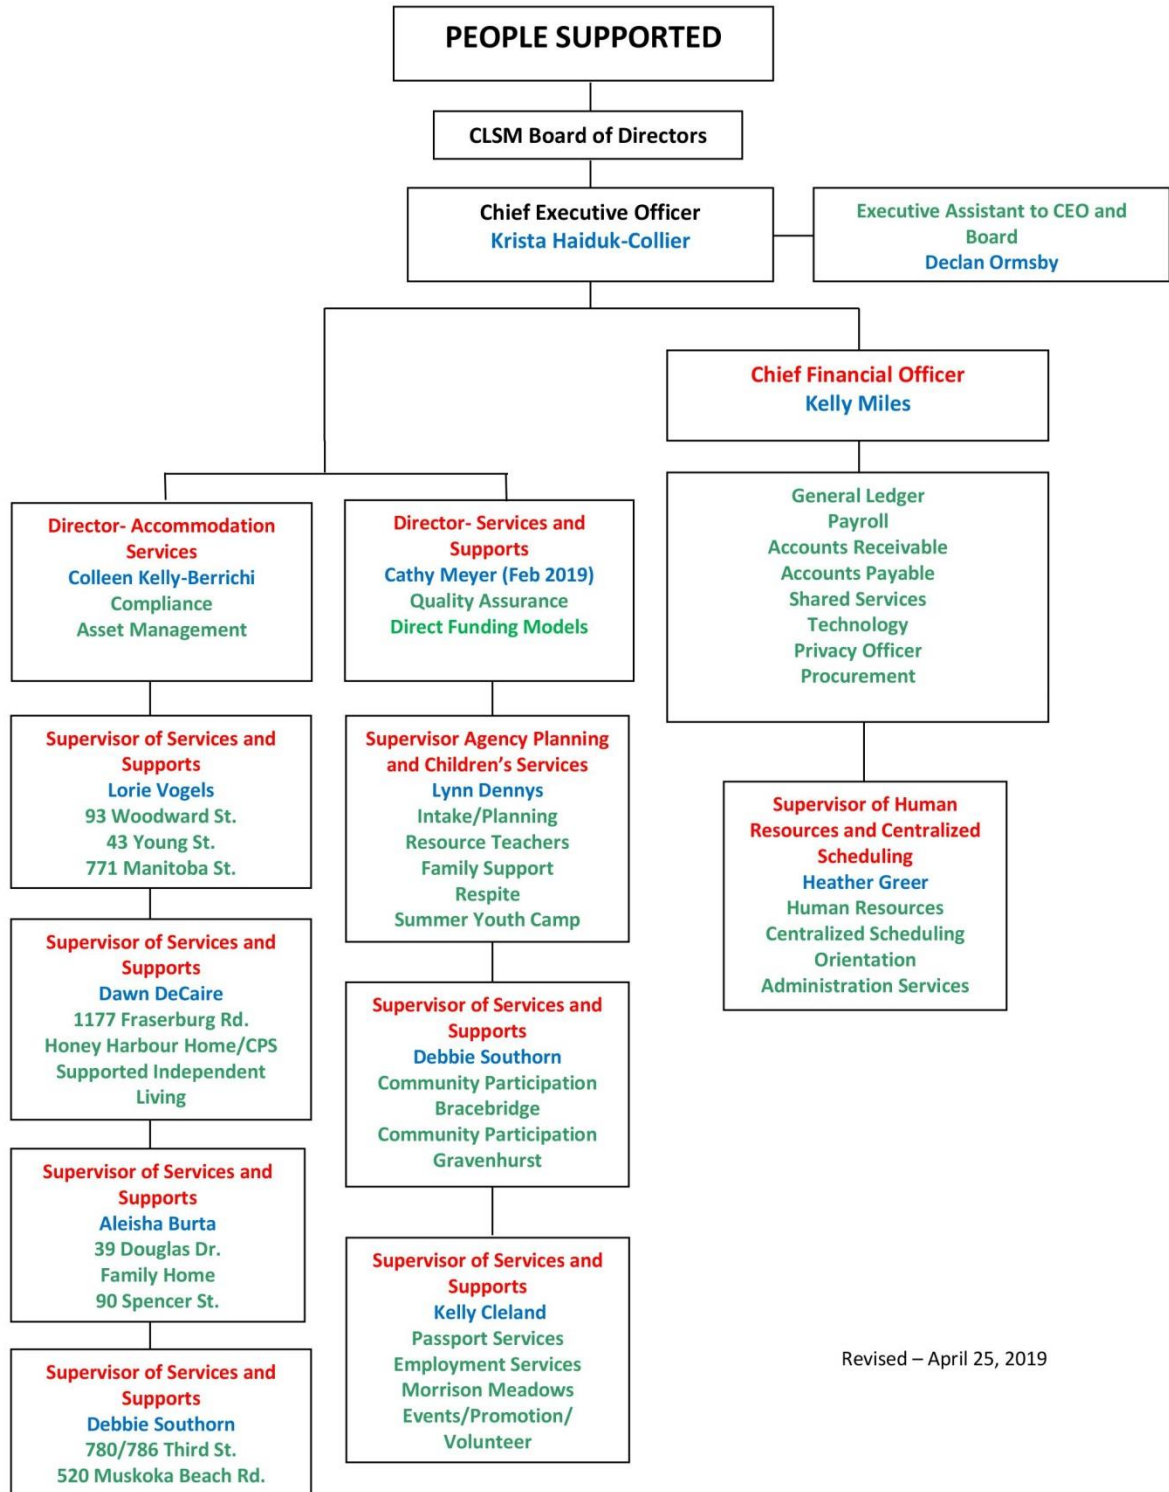 PEOPLE SUPPORTED
CLSM Board of Directors
Chief Executive Officer
Krista Haiduk-Collier
Executive Assistant to CEO and
Board
Declan Ormsby
Chief Financial Officer
Kelly Miles
General Ledger
Payroll
Accounts Receivable
Accounts Payable
Shared Services
Technology
Privacy Officer
Procurement
Supervisor of Human
Resources and Centralized
Scheduling
Heather Greer
Human Resources
Centralized Scheduling
Orientation
Administration Services
Director- Accommodation
Services
Colleen Kelly-Berrichi
Compliance
Asset Management
Supervisor of Services and
Supports
Lorie Vogels
93 Woodward St.
43 Young St.
771 Manitoba St.
Supervisor of Services and
Supports
Dawn DeCaire
1177 Fraserburg Rd.
Honey Harbour Home/CPS
Supported Independent
Living
Supervisor of Services and
Supports
Aleisha Burta
39 Douglas Dr.
Family Home
90 Spencer St.
Supervisor of Services and
Supports
Debbie Southorn
780/786 Third St.
520 Muskoka Beach Rd.
Director- Services and
Supports
Cathy Meyer (Feb 2019)
Quality Assurance
Direct Funding Models
Supervisor Agency Planning
and Children’s Services
Lynn Dennys
Intake/Planning
Resource Teachers
Family Support
Respite
Summer Youth Camp
Supervisor of Services and
Supports
Debbie Southorn
Community Participation
Bracebridge
Community Participation
Gravenhurst
Supervisor of Services and
Supports
Kelly Cleland
Passport Services
Employment Services
Morrison Meadows
Events/Promotion/
Volunteer
Revised – April 25, 2019